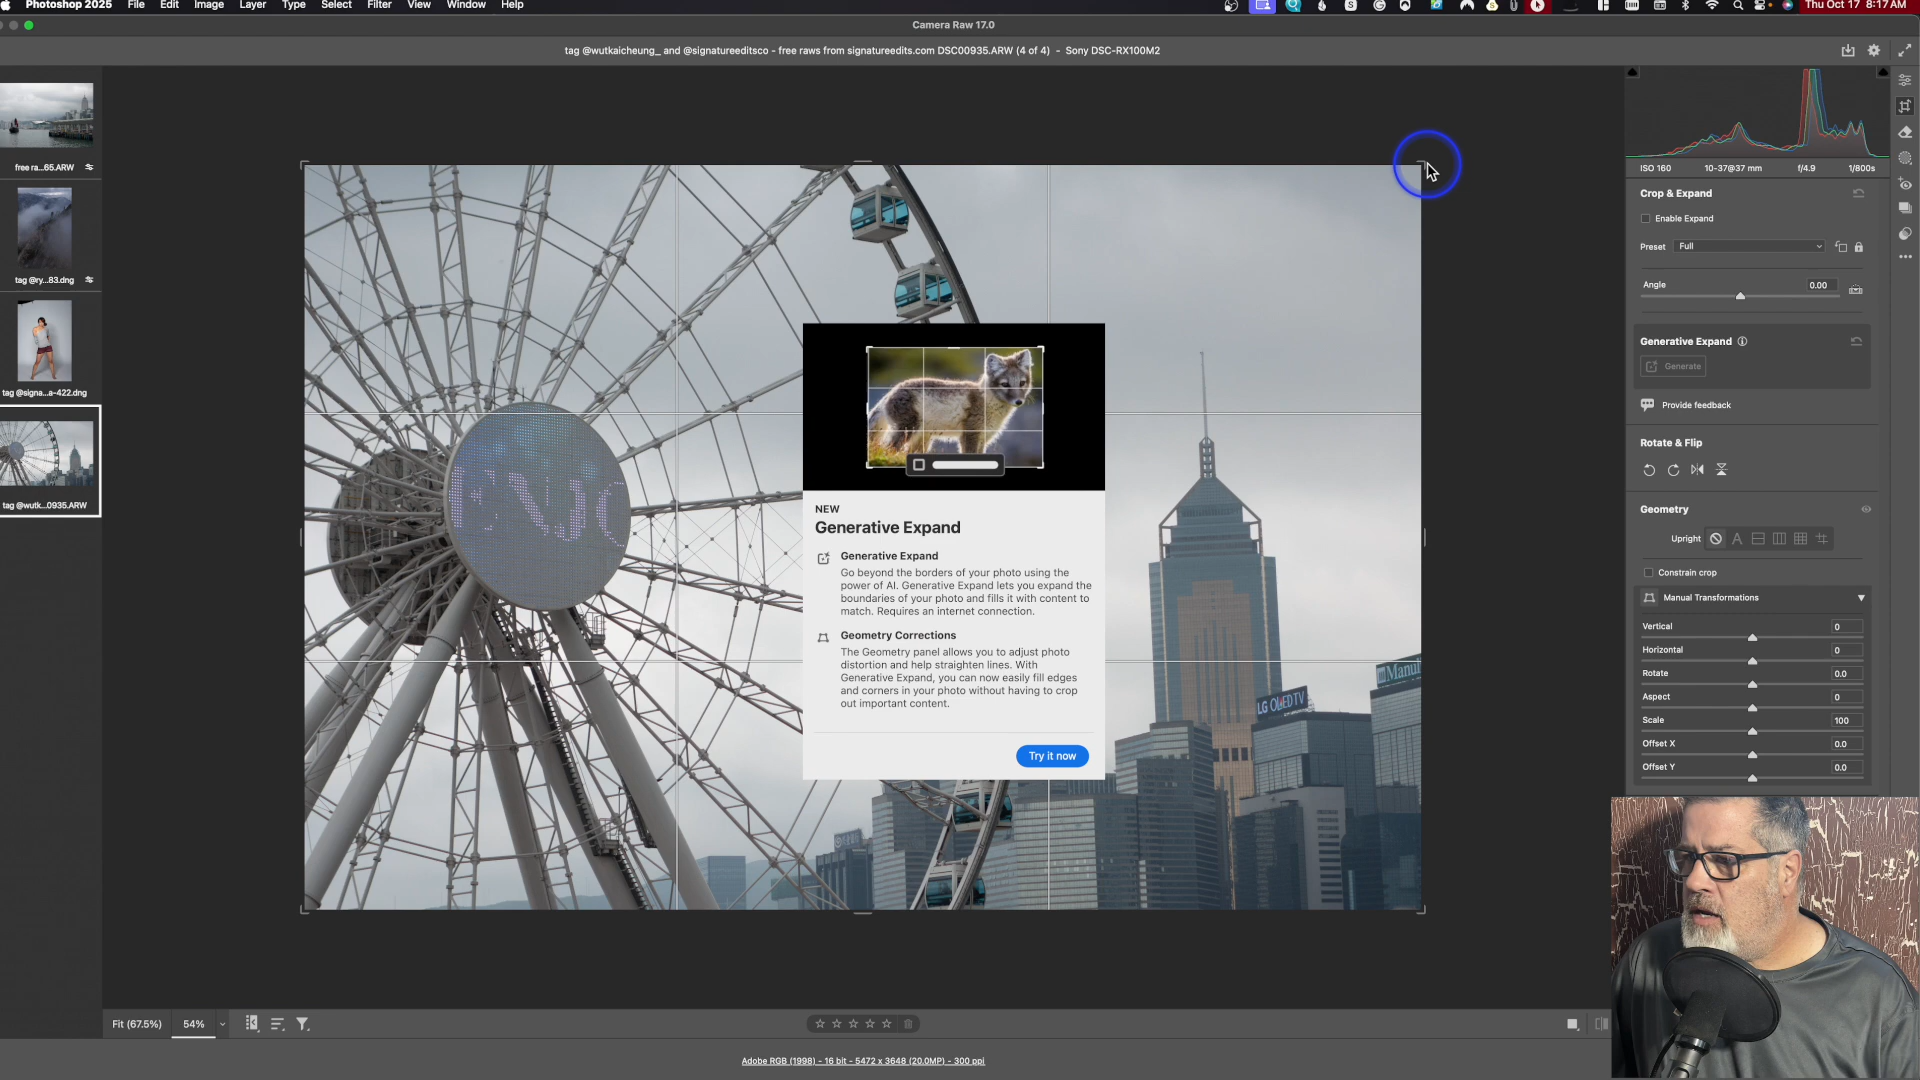 Photoshop 2025 File Edit Image Layer Type Select Filter View Window Help
Thu Oct 17 8:17 AM
Camera Raw 17.0
tag @wutkaicheung_ and @signatureeditsco - free raws from signatureedits.com DSC00935.ARW (4 of 4) - Sony DSC-RX100M2
free ra...65.ARW
tag @ry...83.dng
tag @signa...a-422.dng
tag @wutk...0935.ARW
NEW
Generative Expand
Generative Expand
Go beyond the borders of your photo using the
power of AI. Generative Expand lets you expand the
boundaries of your photo and fills it with content to
match. Requires an internet connection.
Geometry Corrections
The Geometry panel allows you to adjust photo
distortion and help straighten lines. With
Generative Expand, you can now easily fill edges
and corners in your photo without having to crop
out important content.
Try it now
LG OLED TV
ISO 160 10-37@37 mm f/4.9 1/800s
Crop & Expand
Enable Expand
Preset Full
Angle 0.00
Generative Expand
Generate
Provide feedback
Rotate & Flip
Geometry
Upright A
Constrain crop
Manual Transformations
Vertical 0
Horizontal 0
Rotate 0.0
Aspect 0
Scale 100
Offset X 0.0
Offset Y 0.0
Fit (67.5%) 54%
Adobe RGB (1998) - 16 bit - 5472 x 3648 (20.0MP) - 300 ppi